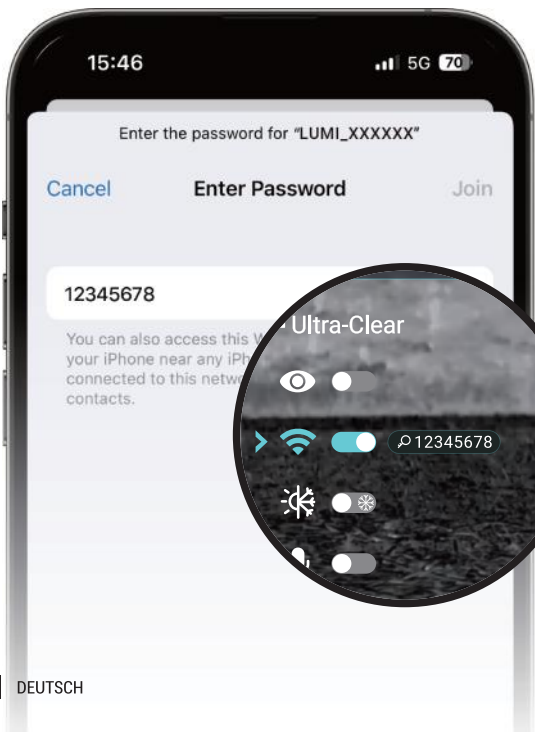 15:46
5G 70
Enter the password for “LUMI_XXXXXX”
Cancel Enter Password Join
12345678
You can also access this W
your iPhone near any iPh
connected to this netwo
contacts.
Ultra-Clear
12345678
DEUTSCH